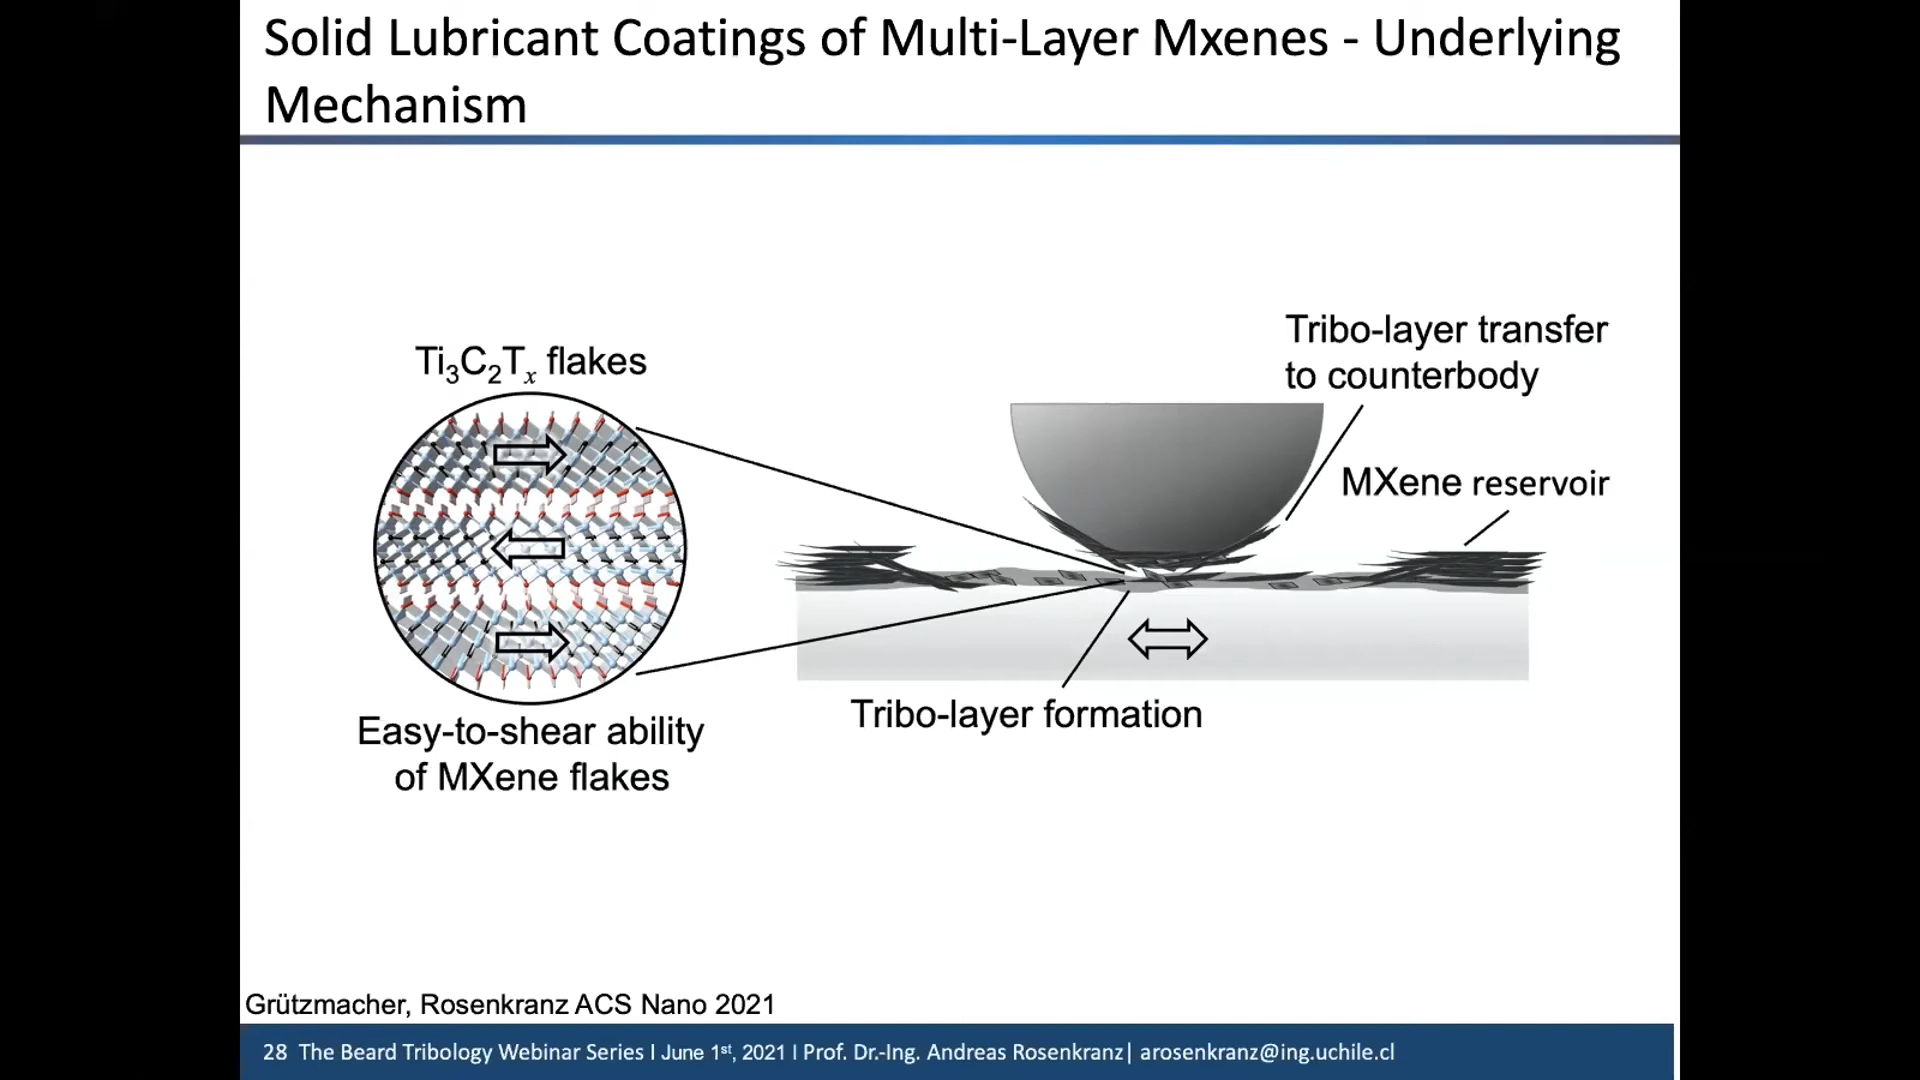 Solid Lubricant Coatings of Multi-Layer Mxenes - Underlying
Mechanism
Ti₃C₂Tₓ flakes
Easy-to-shear ability
of MXene flakes
Tribo-layer transfer
to counterbody
MXene reservoir
Tribo-layer formation
Grützmacher, Rosenkranz ACS Nano 2021
28 The Beard Tribology Webinar Series I June 1ˢᵗ, 2021 I Prof. Dr.-Ing. Andreas Rosenkranz| arosenkranz@ing.uchile.cl